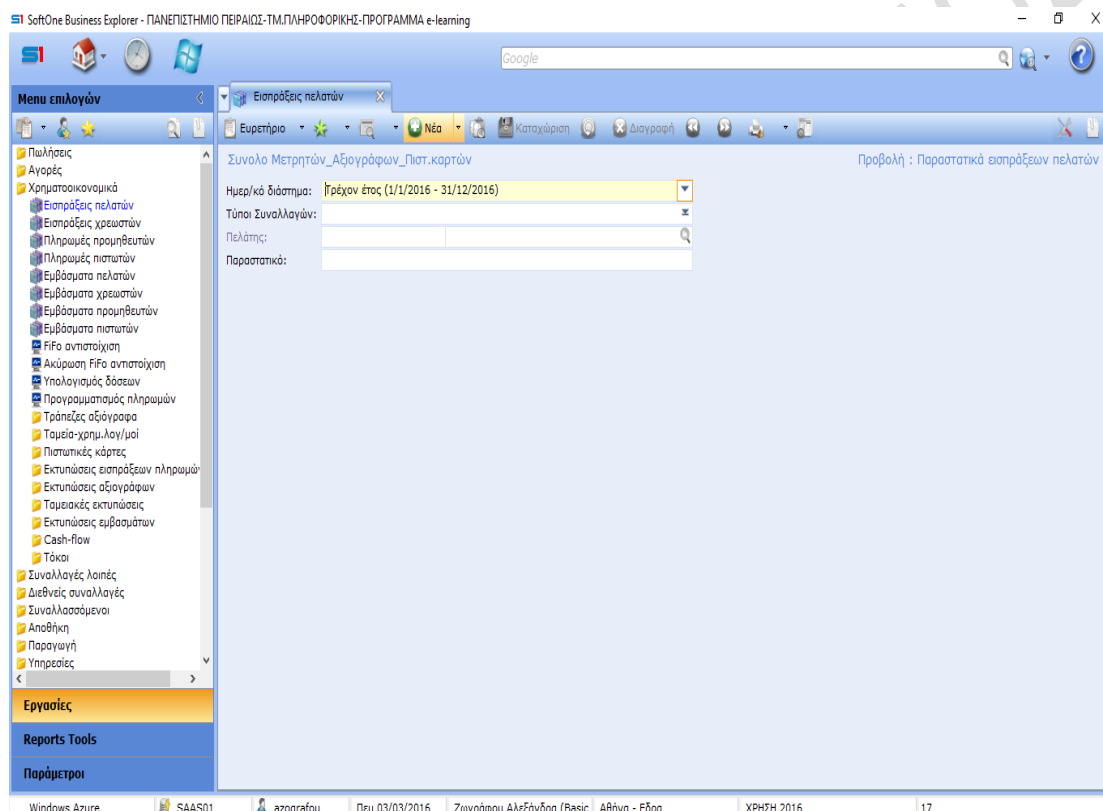 S1 SoftOne Business Explorer - ΠΑΝΕΠΙΣΤΗΜΙΟ ΠΕΙΡΑΙΩΣ-ΤΜ.ΠΛΗΡΟΦΟΡΙΚΗΣ-ΠΡΟΓΡΑΜΜΑ e-learning
S1
Google
Menu επιλογών
Εισπράξεις πελατών
Ευρετήριο
Νέα
Καταχώριση
Διαγραφή
Συνολο Μετρητών_Αξιογράφων_Πιστ.καρτών
Προβολή : Παραστατικά εισπράξεων πελατών
Ημερ/κό διάστημα: Τρέχον έτος (1/1/2016 - 31/12/2016)
Τύποι Συναλλαγών:
Πελάτης:
Παραστατικό:
Πωλήσεις
Αγορές
Χρηματοοικονομικά
Εισπράξεις πελατών
Εισπράξεις χρεωστών
Πληρωμές προμηθευτών
Πληρωμές πιστωτών
Εμβάσματα πελατών
Εμβάσματα χρεωστών
Εμβάσματα προμηθευτών
Εμβάσματα πιστωτών
FiFo αντιστοίχιση
Ακύρωση FiFo αντιστοίχιση
Υπολογισμός δόσεων
Προγραμματισμός πληρωμών
Τράπεζες αξιόγραφα
Ταμεία-χρημ.λογ/μοί
Πιστωτικές κάρτες
Εκτυπώσεις εισπράξεων πληρωμώ
Εκτυπώσεις αξιογράφων
Ταμειακές εκτυπώσεις
Εκτυπώσεις εμβασμάτων
Cash-flow
Τόκοι
Συναλλαγές λοιπές
Διεθνείς συναλλαγές
Συναλλασσόμενοι
Αποθήκη
Παραγωγή
Υπηρεσίες
Εργασίες
Reports Tools
Παράμετροι
Windows Azure
SAAS01
azografou
Πεμ 03/03/2016
Ζωγράφου Αλεξάνδρα (Basic
Αθήνα - Εδρα,
ΧΡΗΣΗ 2016
17